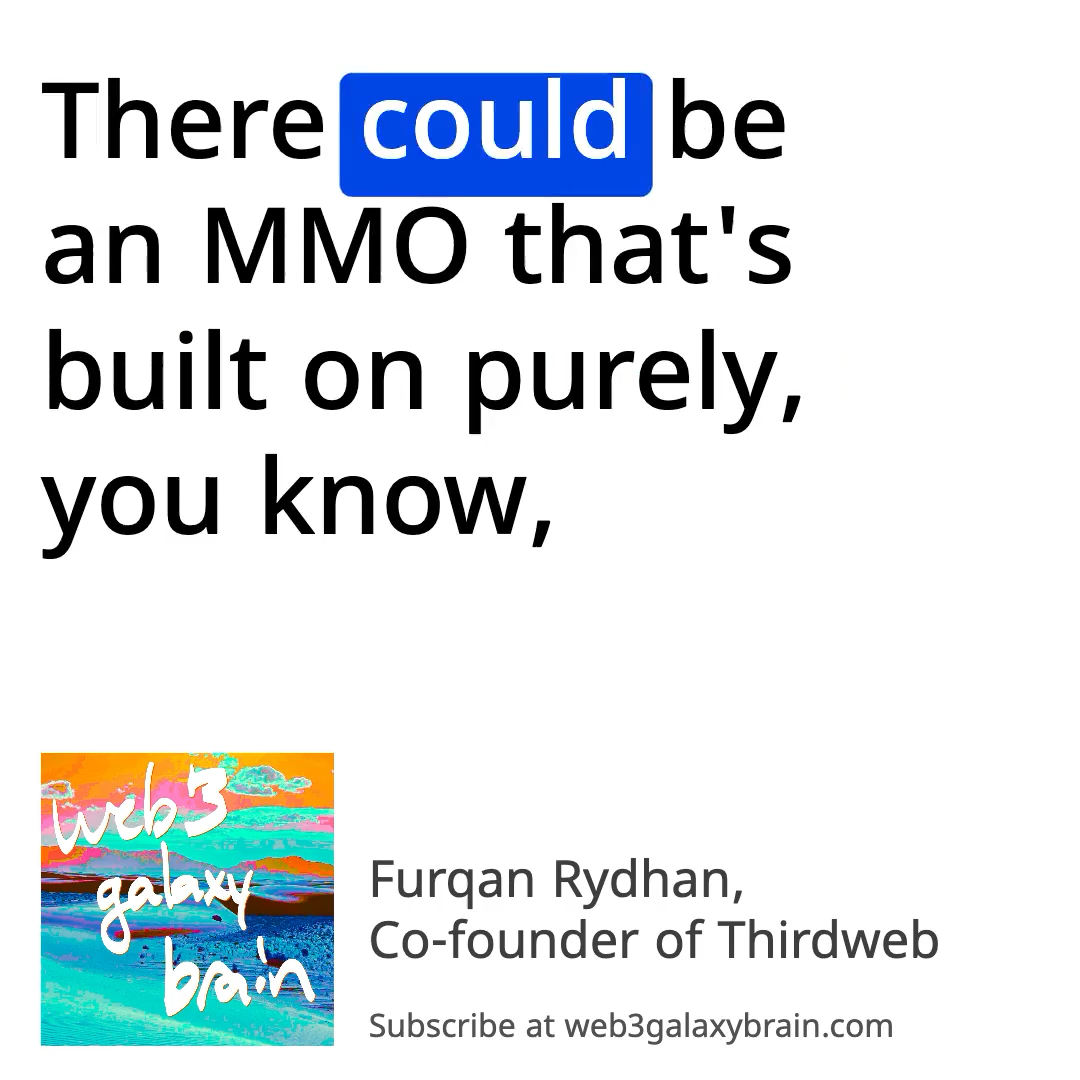 There could be
an MMO that's
built on purely,
you know,
web3
galaxy
brain
Furqan Rydhan,
Co-founder of Thirdweb
Subscribe at web3galaxybrain.com